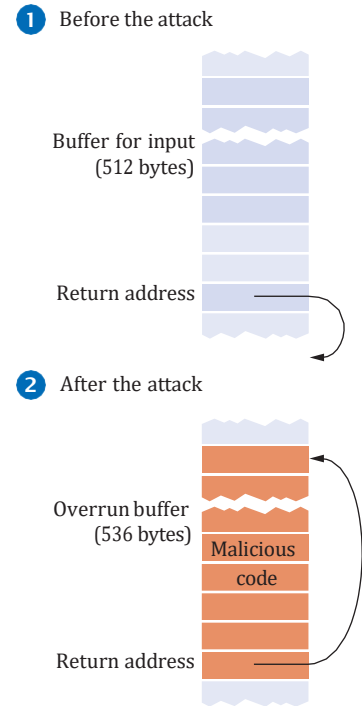 1 Before the attack
Buffer for input
(512 bytes)
Return address
2 After the attack
Overrun buffer
(536 bytes)
Malicious
code
Return address